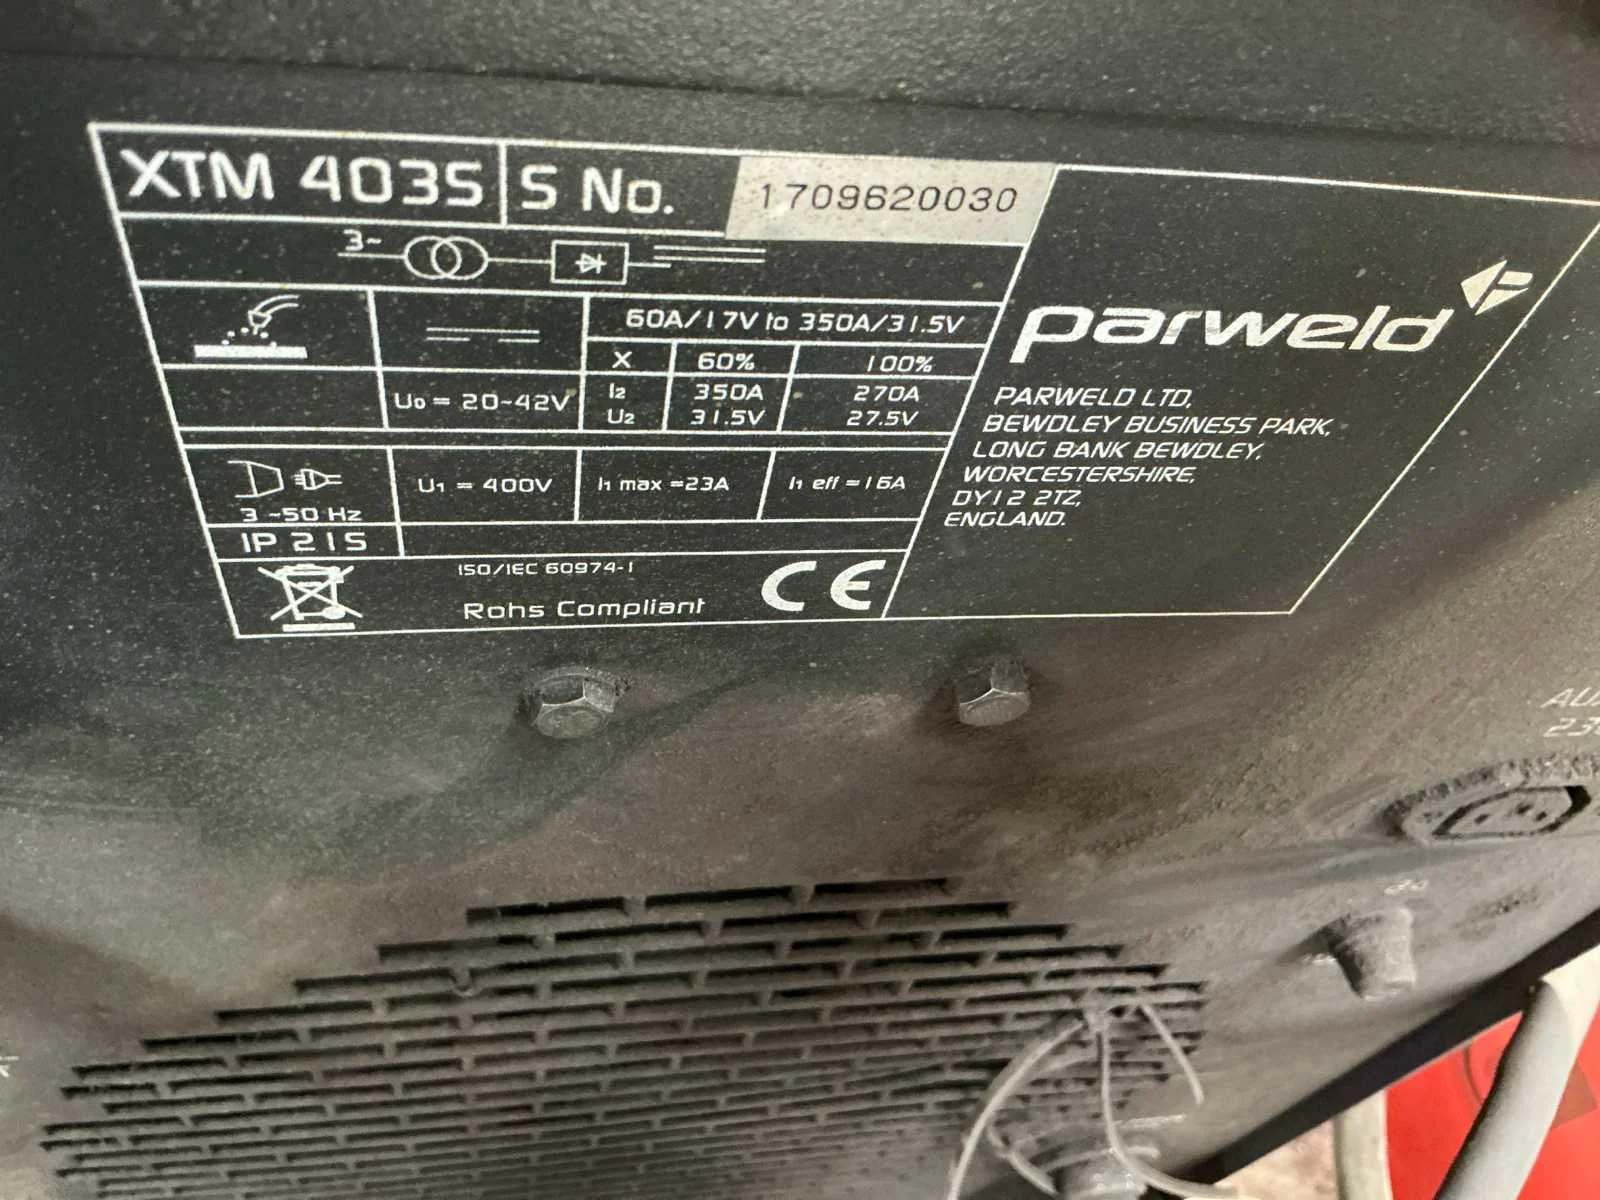 XTM 403S S No. 1709620030
3~
60A/17V to 350A/31.5V
X 60% 100%
U₀ = 20-42V
I₂ 350A 270A
U₂ 31.5V 27.5V
U₁ = 400V I₁ max =23A I₁ eff =16A
3 ~50 Hz
IP 21S
ISO/IEC 60974-1
Rohs Compliant
CE
parweld
PARWELD LTD,
BEWDLEY BUSINESS PARK,
LONG BANK BEWDLEY,
WORCESTERSHIRE,
DY12 2TZ,
ENGLAND.